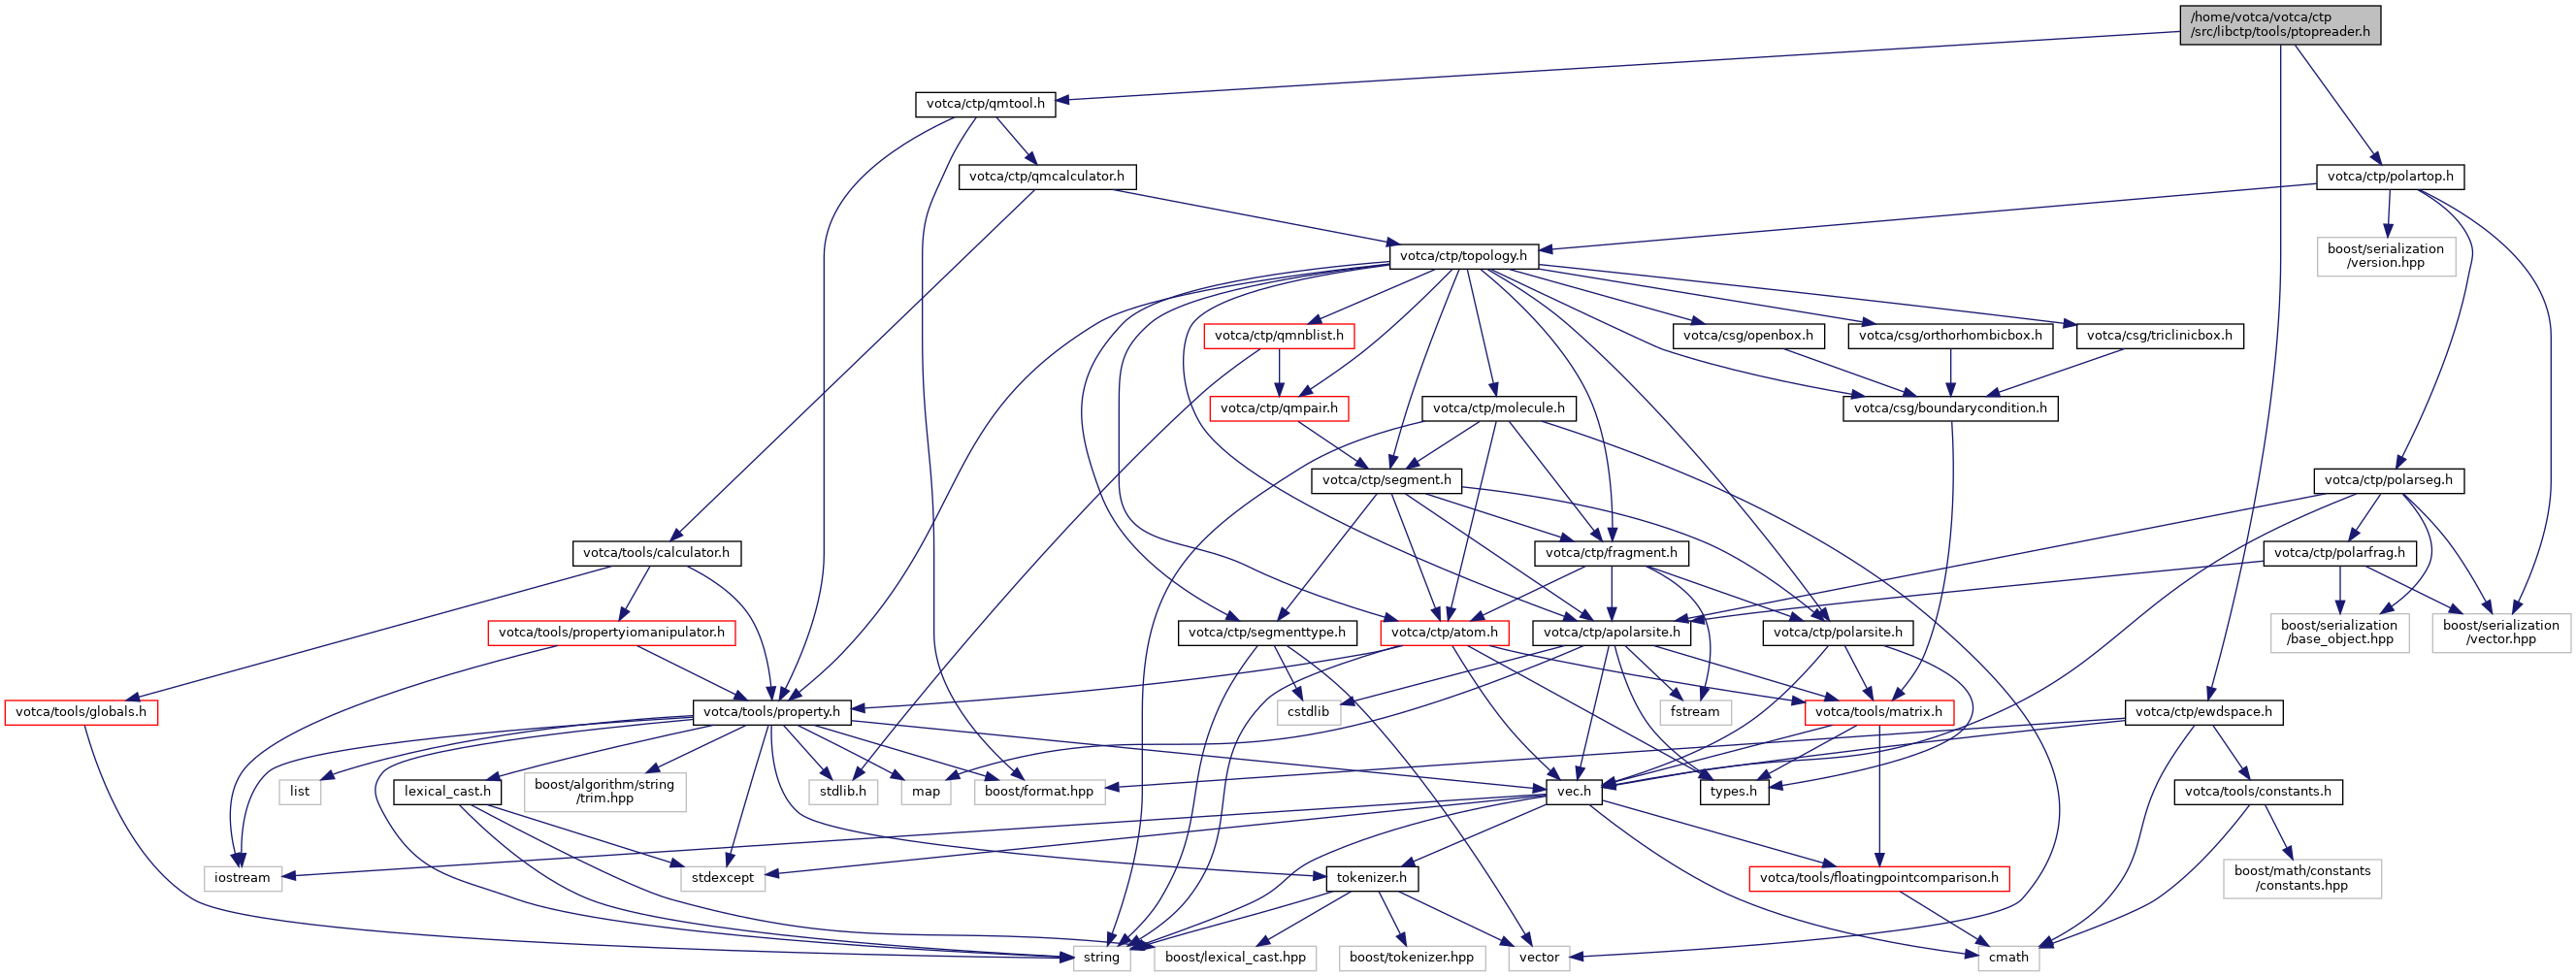 /home/votca/votca/ctp
/src/libctp/tools/ptopreader.h
votca/ctp/qmtool.h
votca/ctp/qmcalculator.h
votca/ctp/polartop.h
votca/ctp/topology.h
boost/serialization
/version.hpp
votca/ctp/qmnblist.h
votca/csg/openbox.h
votca/csg/orthorhombicbox.h
votca/csg/triclinicbox.h
votca/ctp/qmpair.h
votca/ctp/molecule.h
votca/csg/boundarycondition.h
votca/ctp/segment.h
votca/ctp/polarseg.h
votca/tools/calculator.h
votca/ctp/fragment.h
votca/ctp/polarfrag.h
votca/tools/propertyiomanipulator.h
votca/ctp/segmenttype.h
votca/ctp/atom.h
votca/ctp/apolarsite.h
votca/ctp/polarsite.h
boost/serialization
/base_object.hpp
boost/serialization
/vector.hpp
votca/tools/globals.h
votca/tools/property.h
cstdlib
fstream
votca/tools/matrix.h
votca/ctp/ewdspace.h
list
lexical_cast.h
boost/algorithm/string
/trim.hpp
stdlib.h
map
boost/format.hpp
vec.h
types.h
votca/tools/constants.h
iostream
stdexcept
tokenizer.h
votca/tools/floatingpointcomparison.h
boost/math/constants
/constants.hpp
string
boost/lexical_cast.hpp
boost/tokenizer.hpp
vector
cmath